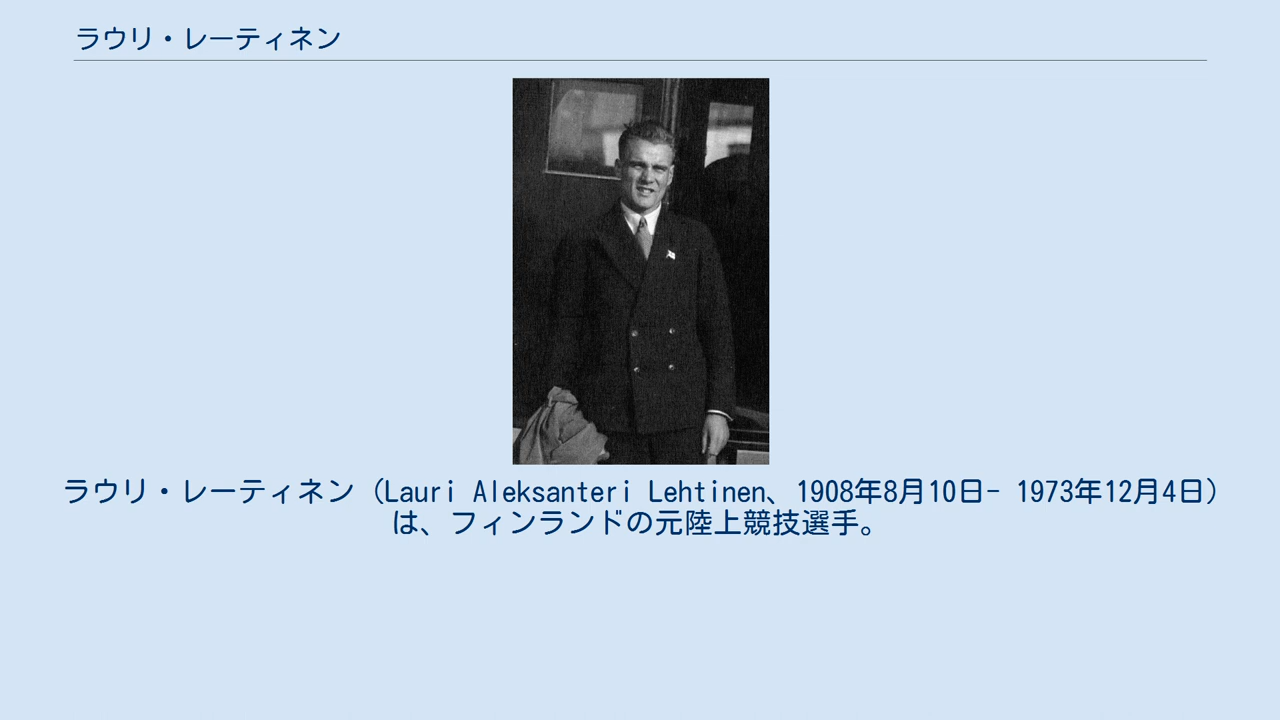 ラウリ・レーティネン
ラウリ・レーティネン（Lauri Aleksanteri Lehtinen、1908年8月10日- 1973年12月4日）
は、フィンランドの元陸上競技選手。